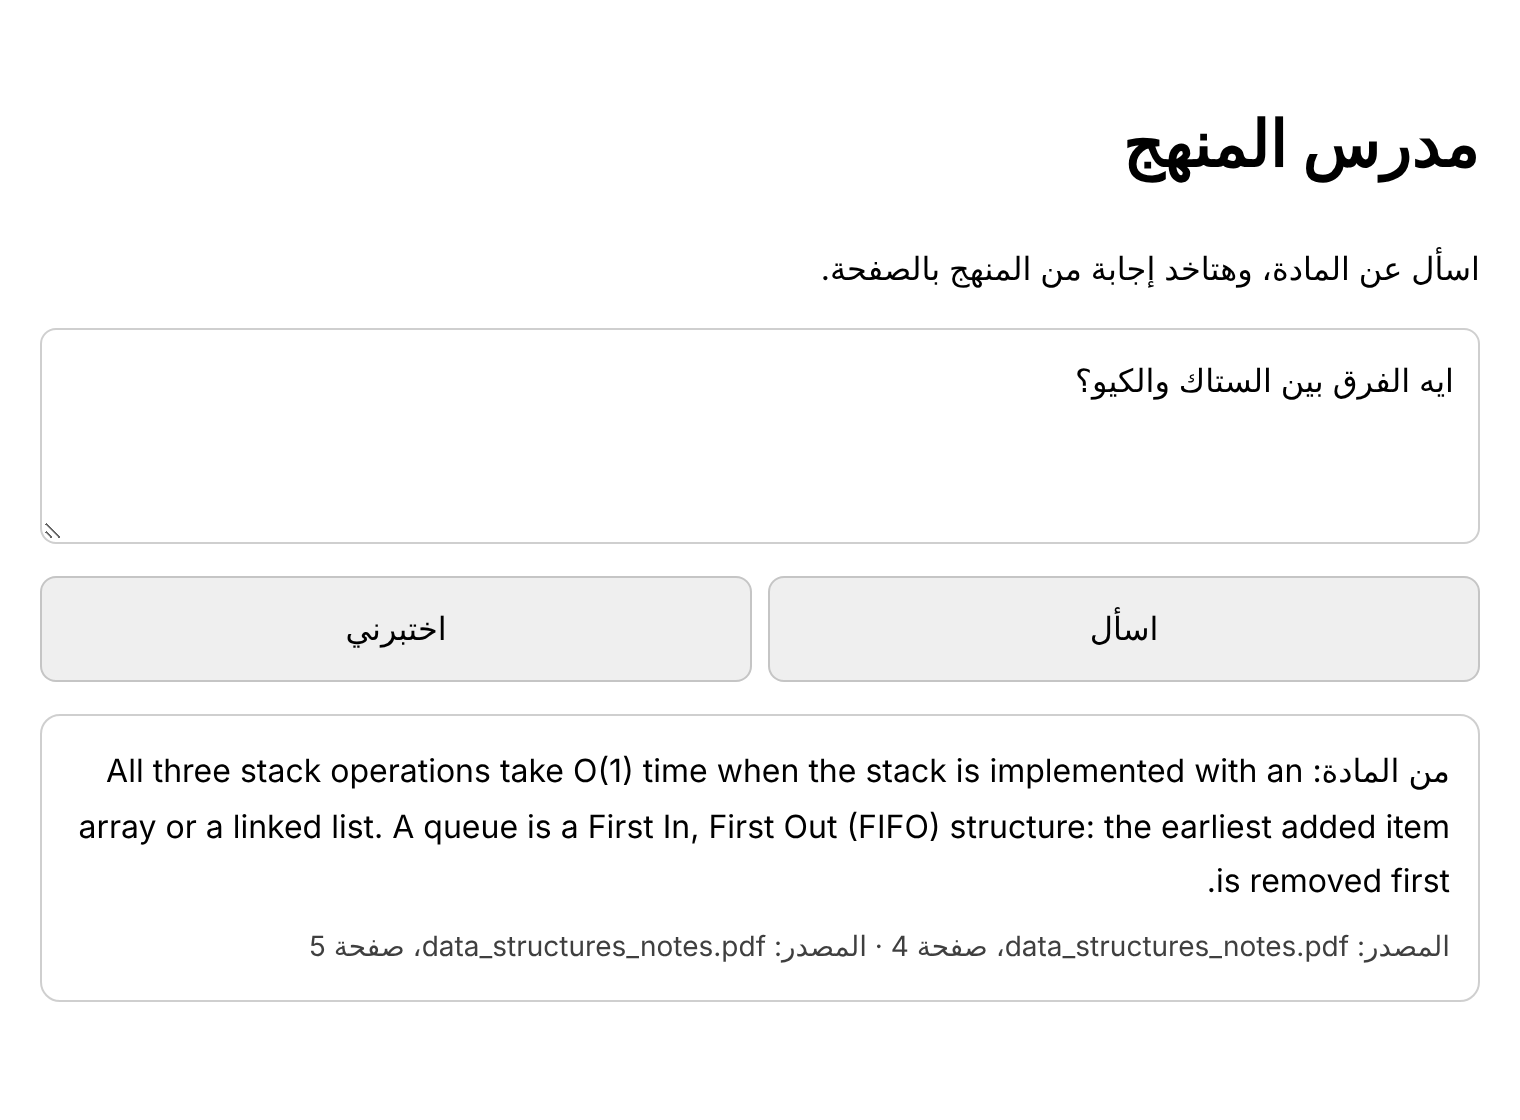 مدرس المنهج
اسأل عن المادة، وهتاخد إجابة من المنهج بالصفحة.
ايه الفرق بين الستاك والكيو؟
اسأل
اختبرني
من المادة: All three stack operations take O(1) time when the stack is implemented with an
array or a linked list. A queue is a First In, First Out (FIFO) structure: the earliest added item
is removed first.
المصدر: data_structures_notes.pdf، صفحة 4 · المصدر: data_structures_notes.pdf، صفحة 5